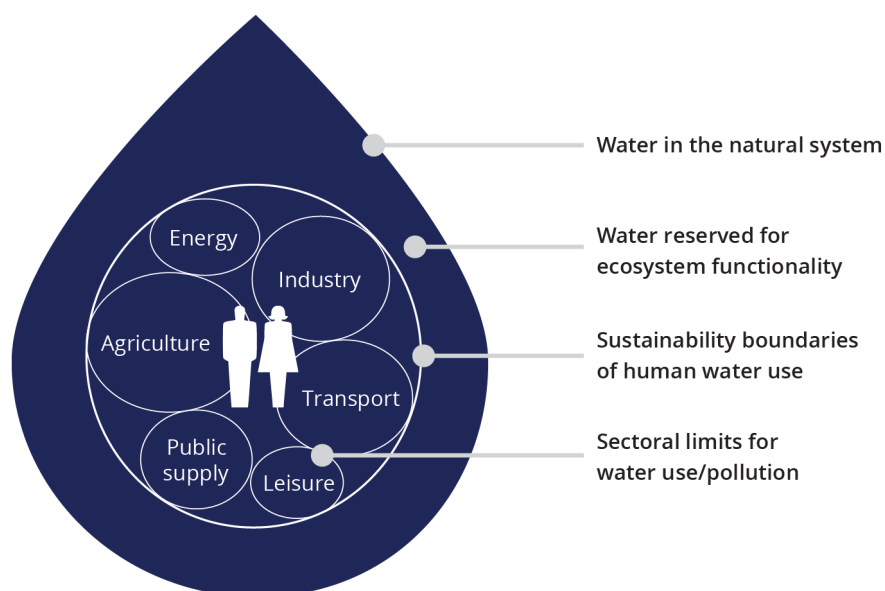 Water in the natural system
Water reserved for
ecosystem functionality
Sustainability boundaries
of human water use
Sectoral limits for
water use/pollution
Energy
Industry
Agriculture
Transport
Public
supply
Leisure